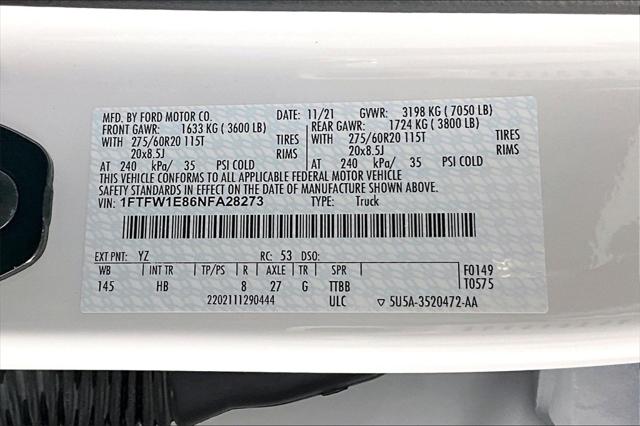 MFD. BY FORD MOTOR CO. 11/21 GVWR: 3198 KG ( 7050 LB)
FRONT GAWR: 1633 KG ( 3600 LB) REAR GAWR: 1724 KG ( 3800 LB)
WITH 275/60R20 115T TIRES WITH 275/60R20 115T TIRES
20x8.5J RIMS 20x8.5J RIMS
AT 240 kPa/ 35 PSI COLD AT 240 kPa/ 35 PSI COLD
THIS VEHICLE CONFORMS TO ALL APPLICABLE FEDERAL MOTOR VEHICLE
SAFETY STANDARDS IN EFFECT ON THE DATE OF MANUFACTURE SHOWN ABOVE.
VIN: 1FTFW1E86NFA28273 TYPE: Truck
EXT PNT: YZ RC: 53 DSO:
WB INT TR TP/PS R AXLE TR SPR F0149
145 HB 8 27 G TTBB T0575
2202111290444 ULC ▽ 5U5A-3520472-AA